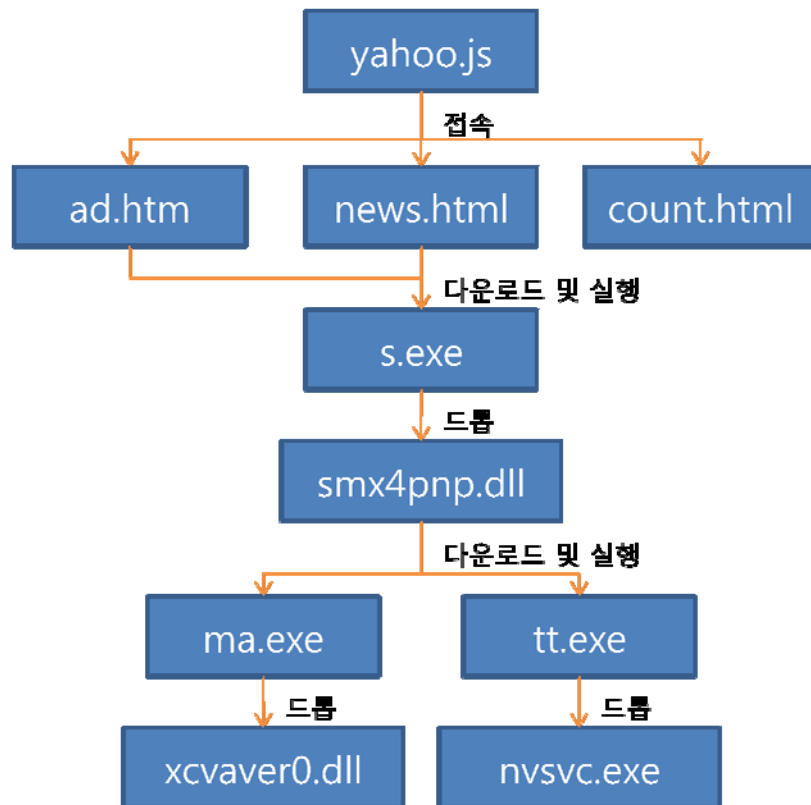 yahoo.js
접속
ad.htm
news.html
count.html
다운로드 및 실행
s.exe
드롭
smx4pnp.dll
다운로드 및 실행
ma.exe
tt.exe
드롭
드롭
xcvaver0.dll
nvsvc.exe